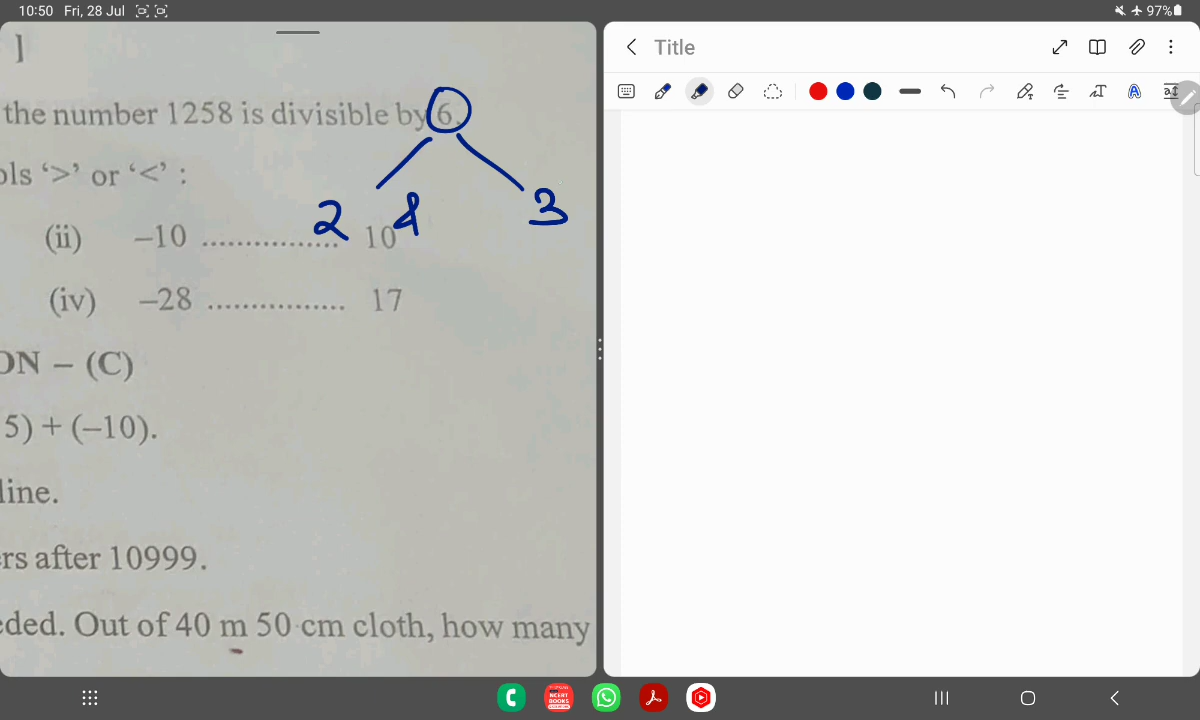 10:50 Fri, 28 Jul
97%
]
the number 1258 is divisible by 6.
2 & 3
ols '>' or '<' :
(ii) –10 ................ 10
(iv) –28 ................ 17
ON – (C)
5) + (–10).
line.
ers after 10999.
eded. Out of 40 m 50 cm cloth, how many
Title
NCERT
BOOKS